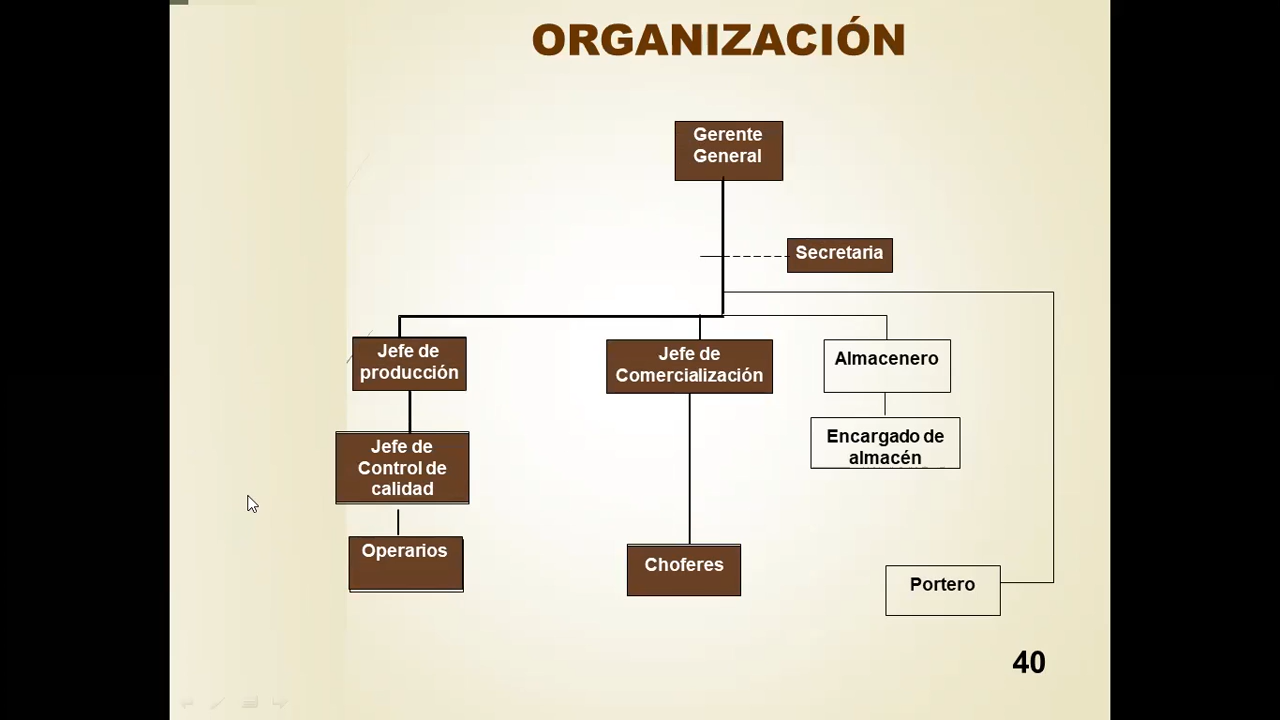 ORGANIZACIÓN
Gerente
General
Secretaria
Jefe de
producción
Jefe de
Comercialización
Almacenero
Encargado de
almacén
Jefe de
Control de
calidad
Operarios
Choferes
Portero
40